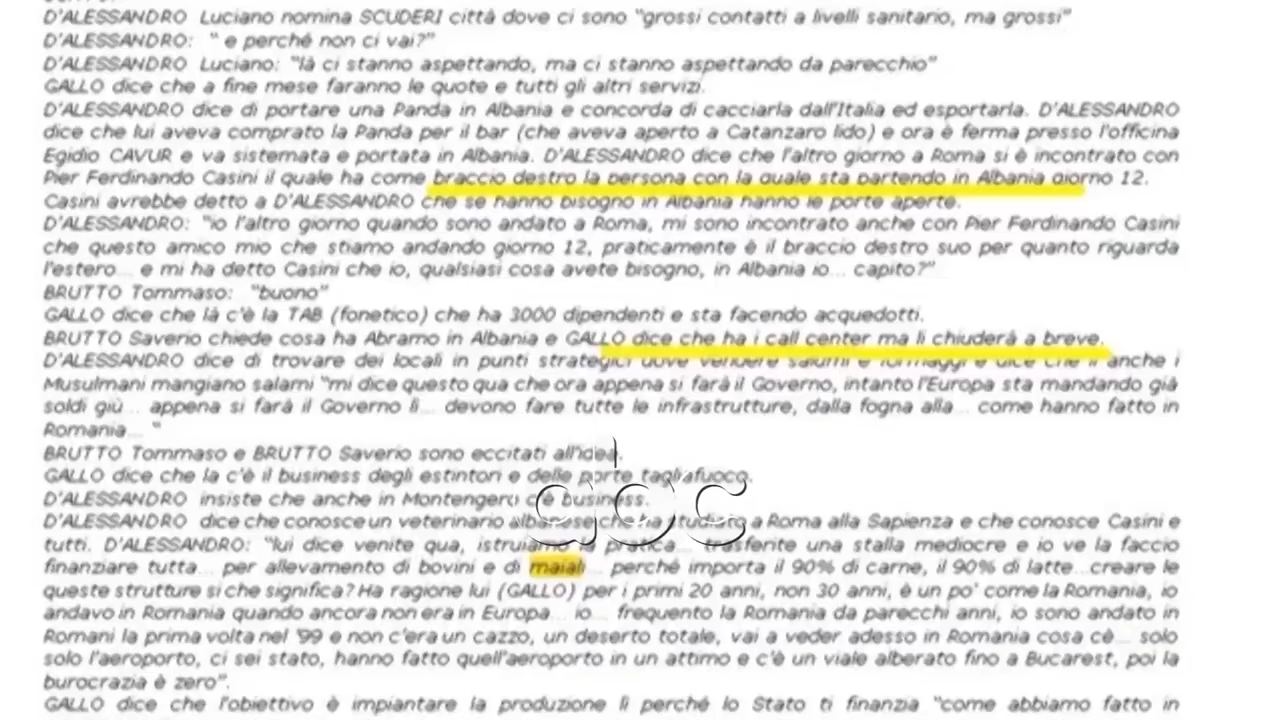 D'ALESSANDRO Luciano nomina SCUDERI città dove ci sono "grossi contatti a livelli sanitario, ma grossi"
D'ALESSANDRO: " e perché non ci vai?"
D'ALESSANDRO Luciano: "là ci stanno aspettando, ma ci stanno aspettando da parecchio"
GALLO dice che a fine mese faranno le quote e tutti gli altri servizi.
D'ALESSANDRO dice di portare una Panda in Albania e concorda di cacciarla dall'Italia ed esportarla. D'ALESSANDRO
dice che lui aveva comprato la Panda per il bar (che aveva aperto a Catanzaro lido) e ora è ferma presso l'officina
Egidio CAVUR e va sistemata e portata in Albania. D'ALESSANDRO dice che l'altro giorno a Roma si è incontrato con
Pier Ferdinando Casini il quale ha come braccio destro la persona con la quale sta partendo in Albania giorno 12.
Casini avrebbe detto a D'ALESSANDRO che se hanno bisogno in Albania hanno le porte aperte.
D'ALESSANDRO: "io l'altro giorno quando sono andato a Roma, mi sono incontrato anche con Pier Ferdinando Casini
che questo amico mio che stiamo andando giorno 12, praticamente è il braccio destro suo per quanto riguarda
l'estero... e mi ha detto Casini che io, qualsiasi cosa avete bisogno, in Albania io... capito?"
BRUTTO Tommaso: "buono"
GALLO dice che là c'è la TAB (fonetico) che ha 3000 dipendenti e sta facendo acquedotti.
BRUTTO Saverio chiede cosa ha Abramo in Albania e GALLO dice che ha i call center ma li chiuderà a breve.
D'ALESSANDRO dice di trovare dei locali in punti strategici dove vendere salumi e formaggi e dice che lì anche i
Musulmani mangiano salami "mi dice questo qua che ora appena si farà il Governo, intanto l'Europa sta mandando già
soldi giù... appena si farà il Governo lì... devono fare tutte le infrastrutture, dalla fogna alla... come hanno fatto in
Romania... "
BRUTTO Tommaso e BRUTTO Saverio sono eccitati all'idea.
GALLO dice che la c'è il business degli estintori e delle porte tagliafuoco.
D'ALESSANDRO insiste che anche in Montengero c'è business.
D'ALESSANDRO dice che conosce un veterinario albanese che ha studiato a Roma alla Sapienza e che conosce Casini e
tutti. D'ALESSANDRO: "lui dice venite qua, istruiamo la pratica... trasferite una stalla mediocre e io ve la faccio
finanziare tutta... per allevamento di bovini e di maiali... perché importa il 90% di carne, il 90% di latte...creare le
queste strutture si che significa? Ha ragione lui (GALLO) per i primi 20 anni, non 30 anni, è un po' come la Romania, io
andavo in Romania quando ancora non era in Europa... io... frequento la Romania da parecchi anni, io sono andato in
Romani la prima volta nel '99 e non c'era un cazzo, un deserto totale, vai a veder adesso in Romania cosa cè... solo
solo l'aeroporto, ci sei stato, hanno fatto quell'aeroporto in un attimo e c'è un viale alberato fino a Bucarest, poi la
burocrazia è zero".
GALLO dice che l'obiettivo è impiantare la produzione lì perché lo Stato ti finanzia "come abbiamo fatto in